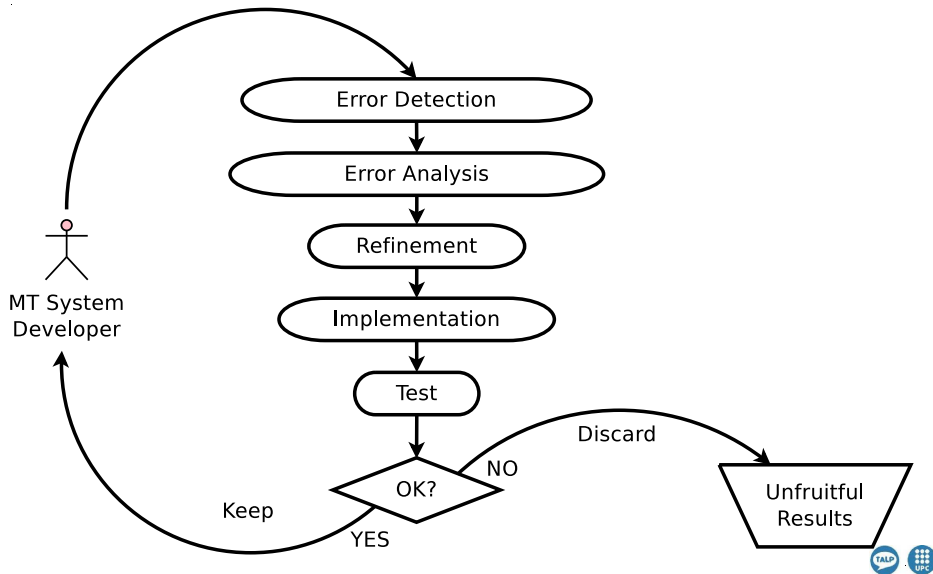 Error Detection
Error Analysis
Refinement
MT System
Developer
Implementation
Test
Discard
OK?
NO
Keep
YES
Unfruitful
Results
TALP
UPC